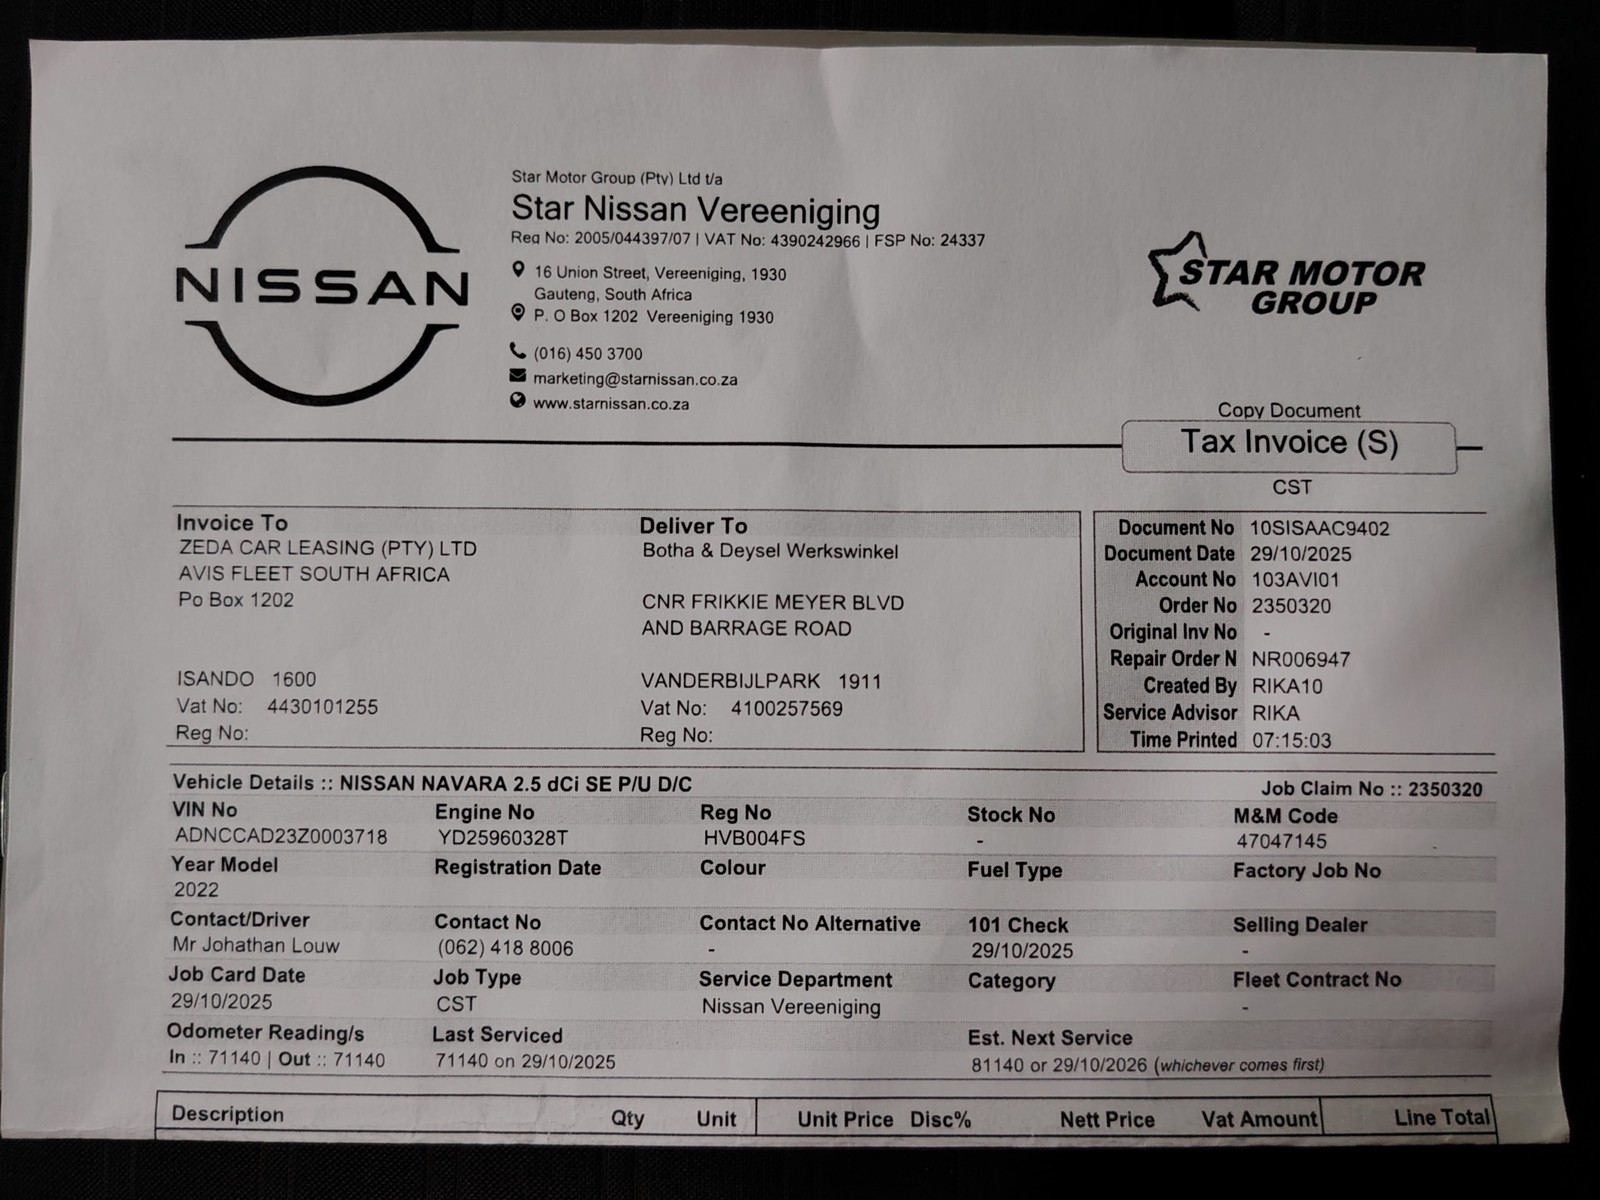 NISSAN
Star Motor Group (Pty) Ltd t/a
Star Nissan Vereeniging
Reg No: 2005/044397/07 | VAT No: 4390242966 | FSP No: 24337
16 Union Street, Vereeniging, 1930
Gauteng, South Africa
P. O Box 1202 Vereeniging 1930
(016) 450 3700
marketing@starnissan.co.za
www.starnissan.co.za
STAR MOTOR
GROUP
Copy Document
Tax Invoice (S)
CST
Invoice To
ZEDA CAR LEASING (PTY) LTD
AVIS FLEET SOUTH AFRICA
Po Box 1202
ISANDO 1600
Vat No: 4430101255
Reg No:
Deliver To
Botha & Deysel Werkswinkel
CNR FRIKKIE MEYER BLVD
AND BARRAGE ROAD
VANDERBIJLPARK 1911
Vat No: 4100257569
Reg No:
Document No 10SISAAC9402
Document Date 29/10/2025
Account No 103AVI01
Order No 2350320
Original Inv No -
Repair Order N NR006947
Created By RIKA10
Service Advisor RIKA
Time Printed 07:15:03
Vehicle Details :: NISSAN NAVARA 2.5 dCi SE P/U D/C Job Claim No :: 2350320
VIN No Engine No Reg No Stock No M&M Code
ADNCCAD23Z0003718 YD25960328T HVB004FS - 47047145
Year Model Registration Date Colour Fuel Type Factory Job No
2022
Contact/Driver Contact No Contact No Alternative 101 Check Selling Dealer
Mr Johathan Louw (062) 418 8006 - 29/10/2025 -
Job Card Date Job Type Service Department Category Fleet Contract No
29/10/2025 CST Nissan Vereeniging -
Odometer Reading/s Last Serviced Est. Next Service
In :: 71140 | Out :: 71140 71140 on 29/10/2025 81140 or 29/10/2026 (whichever comes first)
Description Qty Unit Unit Price Disc% Nett Price Vat Amount Line Total